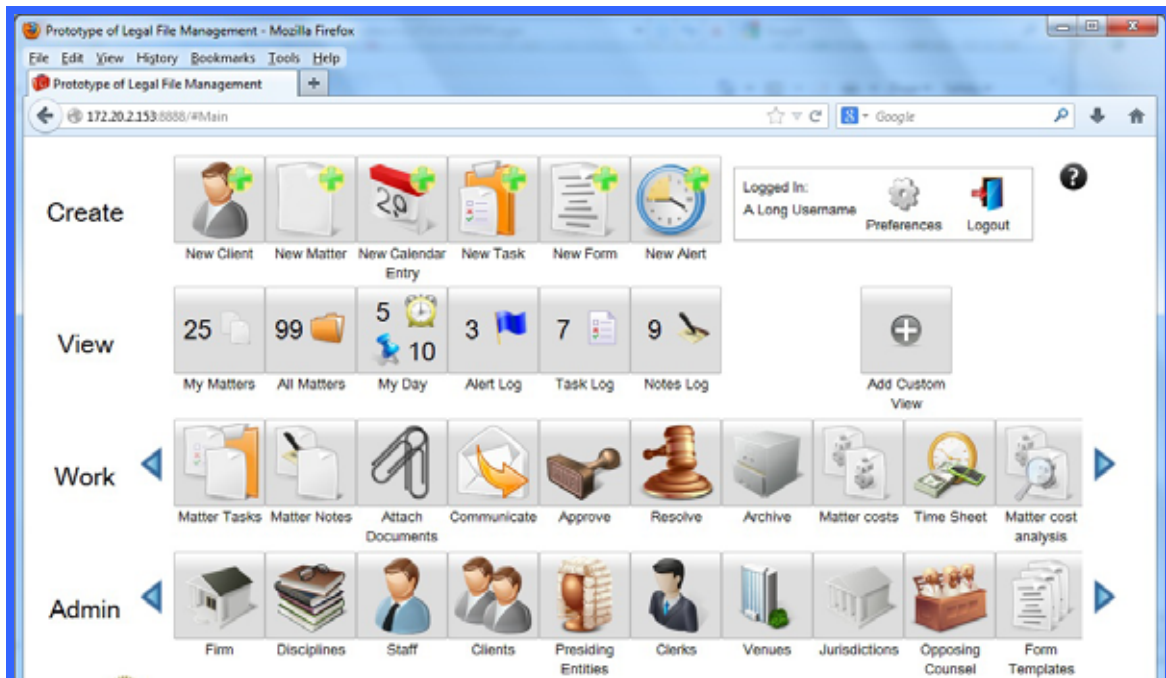 Prototype of Legal File Management - Mozilla Firefox
File Edit View History Bookmarks Tools Help
Prototype of Legal File Management
172.20.2.153:8888/#Main
Google
Create
New Client New Matter New Calendar Entry New Task New Form New Alert
Logged In:
A Long Username
Preferences Logout
View
25 99 5 10 3 7 9
My Matters All Matters My Day Alert Log Task Log Notes Log Add Custom View
Work
Matter Tasks Matter Notes Attach Documents Communicate Approve Resolve Archive Matter costs Time Sheet Matter cost analysis
Admin
Firm Disciplines Staff Clients Presiding Entities Clerks Venues Jurisdictions Opposing Counsel Form Templates